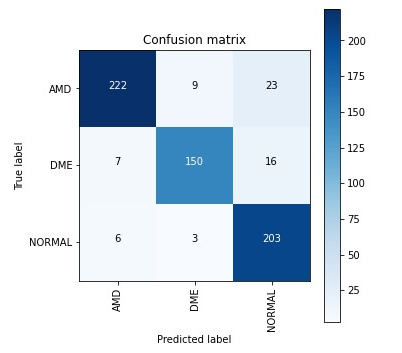 Confusion matrix
True label
AMD 222 9 23
DME 7 150 16
NORMAL 6 3 203
AMD DME NORMAL
Predicted label
200
175
150
125
100
75
50
25